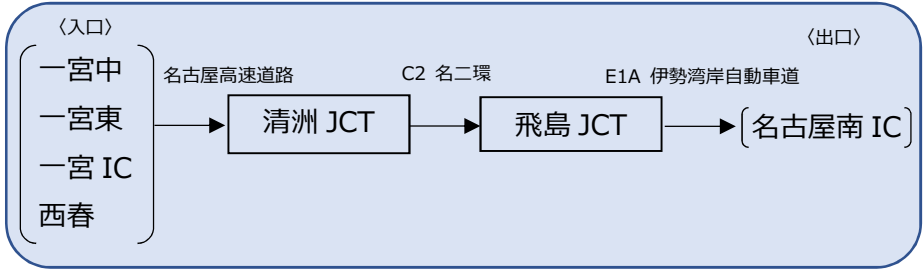 〈入口〉
〈出口〉
一宮中
一宮東
一宮 IC
西春
名古屋高速道路
清洲 JCT
C2 名二環
飛島 JCT
E1A 伊勢湾岸自動車道
名古屋南 IC